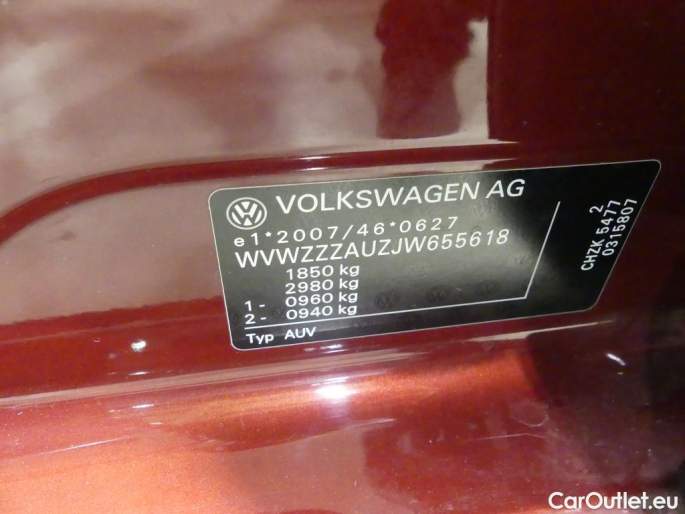 VOLKSWAGEN AG
e1*2007/46*0627
WVWZZZAUZJW655618
1850 kg
2980 kg
1 - 0960 kg
2 - 0940 kg
Typ AUV
2
CHZK 5477
0315807
CarOutlet.eu